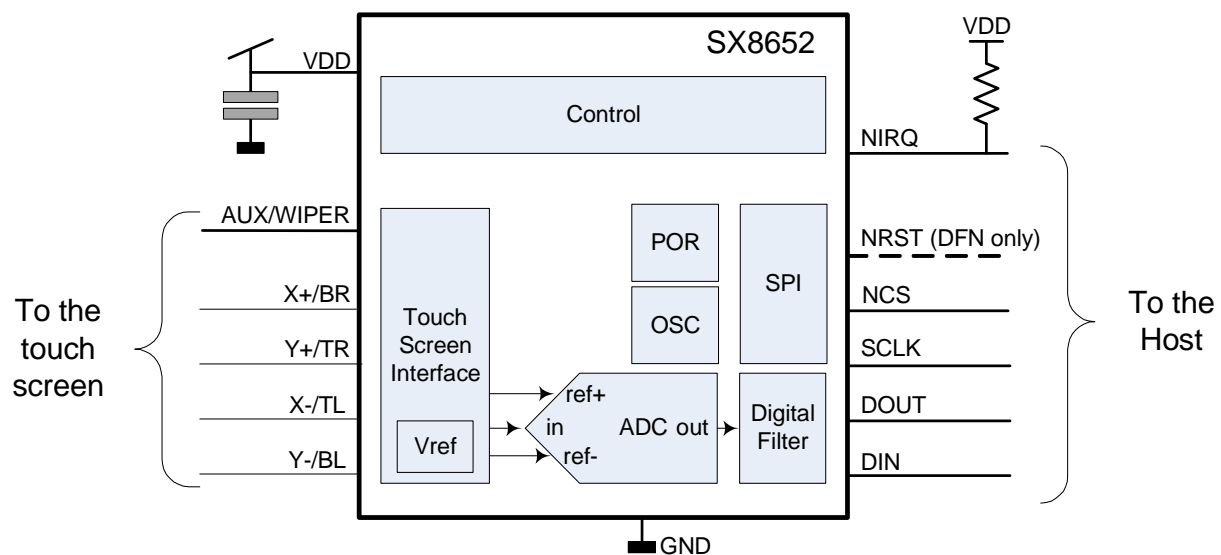 SX8652
VDD
VDD
Control
NIRQ
AUX/WIPER
NRST (DFN only)
POR
SPI
NCS
X+/BR
To the
touch
screen
Touch
Screen
Interface
OSC
To the
Host
Y+/TR
SCLK
ref+
X-/TL
in
ADC out
Digital
Filter
DOUT
Vref
ref-
Y-/BL
DIN
GND